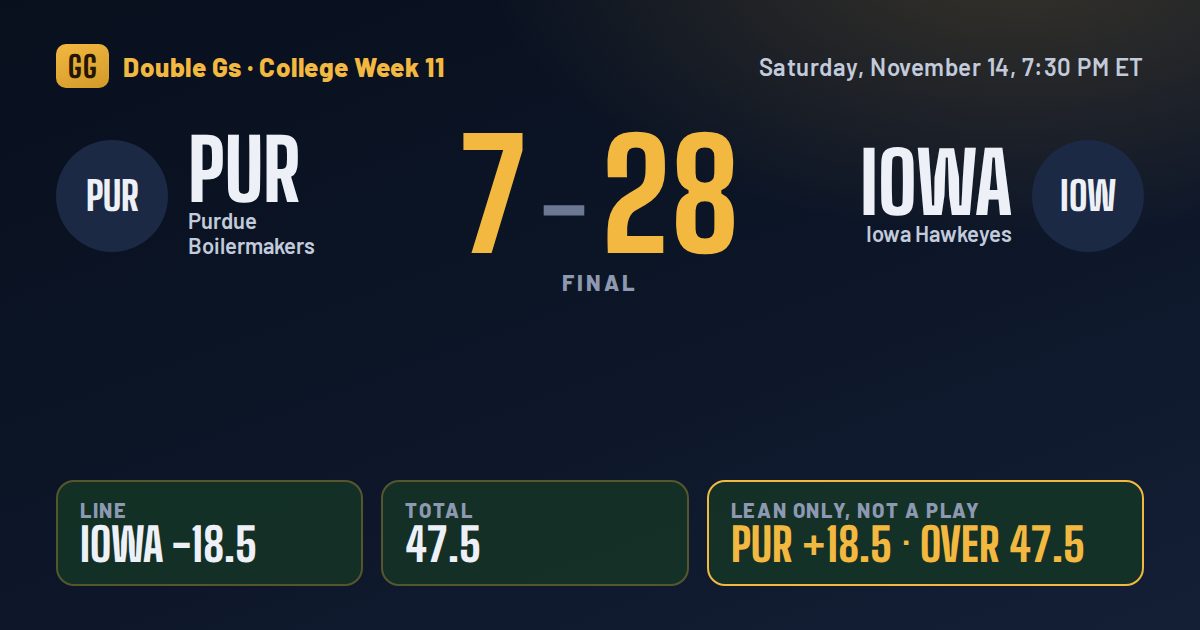 GG
Double Gs · College Week 11
Saturday, November 14, 7:30 PM ET
PUR
PUR
Purdue
Boilermakers
7 – 28
FINAL
IOWA
Iowa Hawkeyes
IOW
LINE
IOWA −18.5
TOTAL
47.5
LEAN ONLY, NOT A PLAY
PUR +18.5 · OVER 47.5